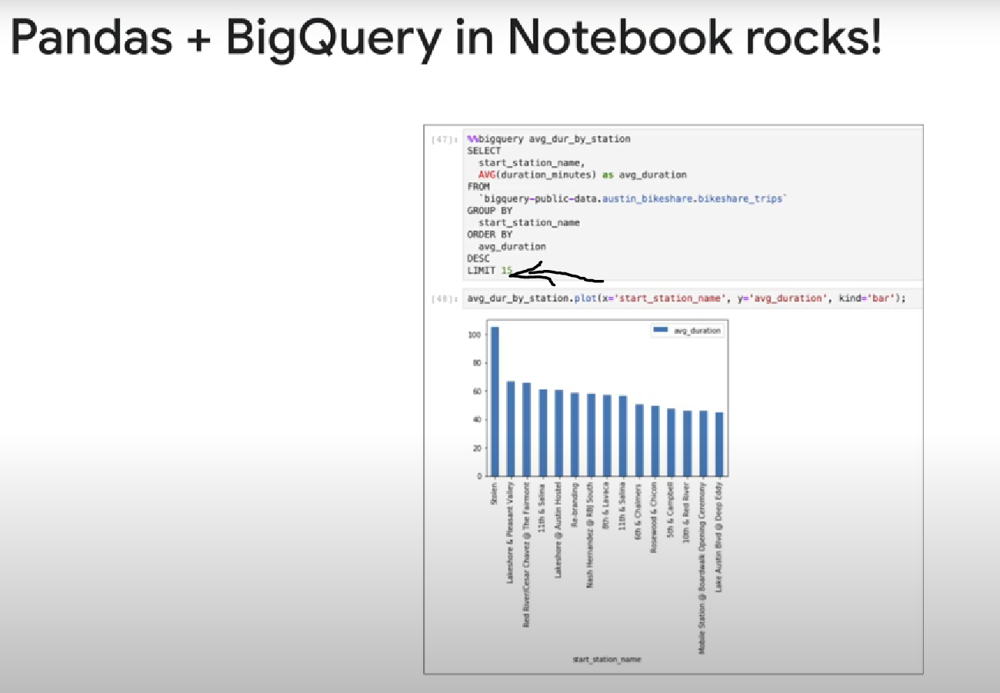 Pandas + BigQuery in Notebook rocks!
[47]: %%bigquery avg_dur_by_station
SELECT
start_station_name,
AVG(duration_minutes) as avg_duration
FROM
`bigquery-public-data.austin_bikeshare.bikeshare_trips`
GROUP BY
start_station_name
ORDER BY
avg_duration
DESC
LIMIT 15
[48]: avg_dur_by_station.plot(x='start_station_name', y='avg_duration', kind='bar');
avg_duration
100
80
60
40
20
0
Stolen
Lakeshore & Pleasant Valley
Red River/Cesar Chavez @ The Fairmont
11th & Salina
Lakeshore @ Austin Hostel
Re-branding
Nash Hernandez @ RBJ South
8th & Lavaca
11th & Salina
6th & Chalmers
Rosewood & Chicon
5th & Campbell
10th & Red River
Mobile Station @ Boardwalk Opening Ceremony
Lake Austin Blvd @ Deep Eddy
start_station_name